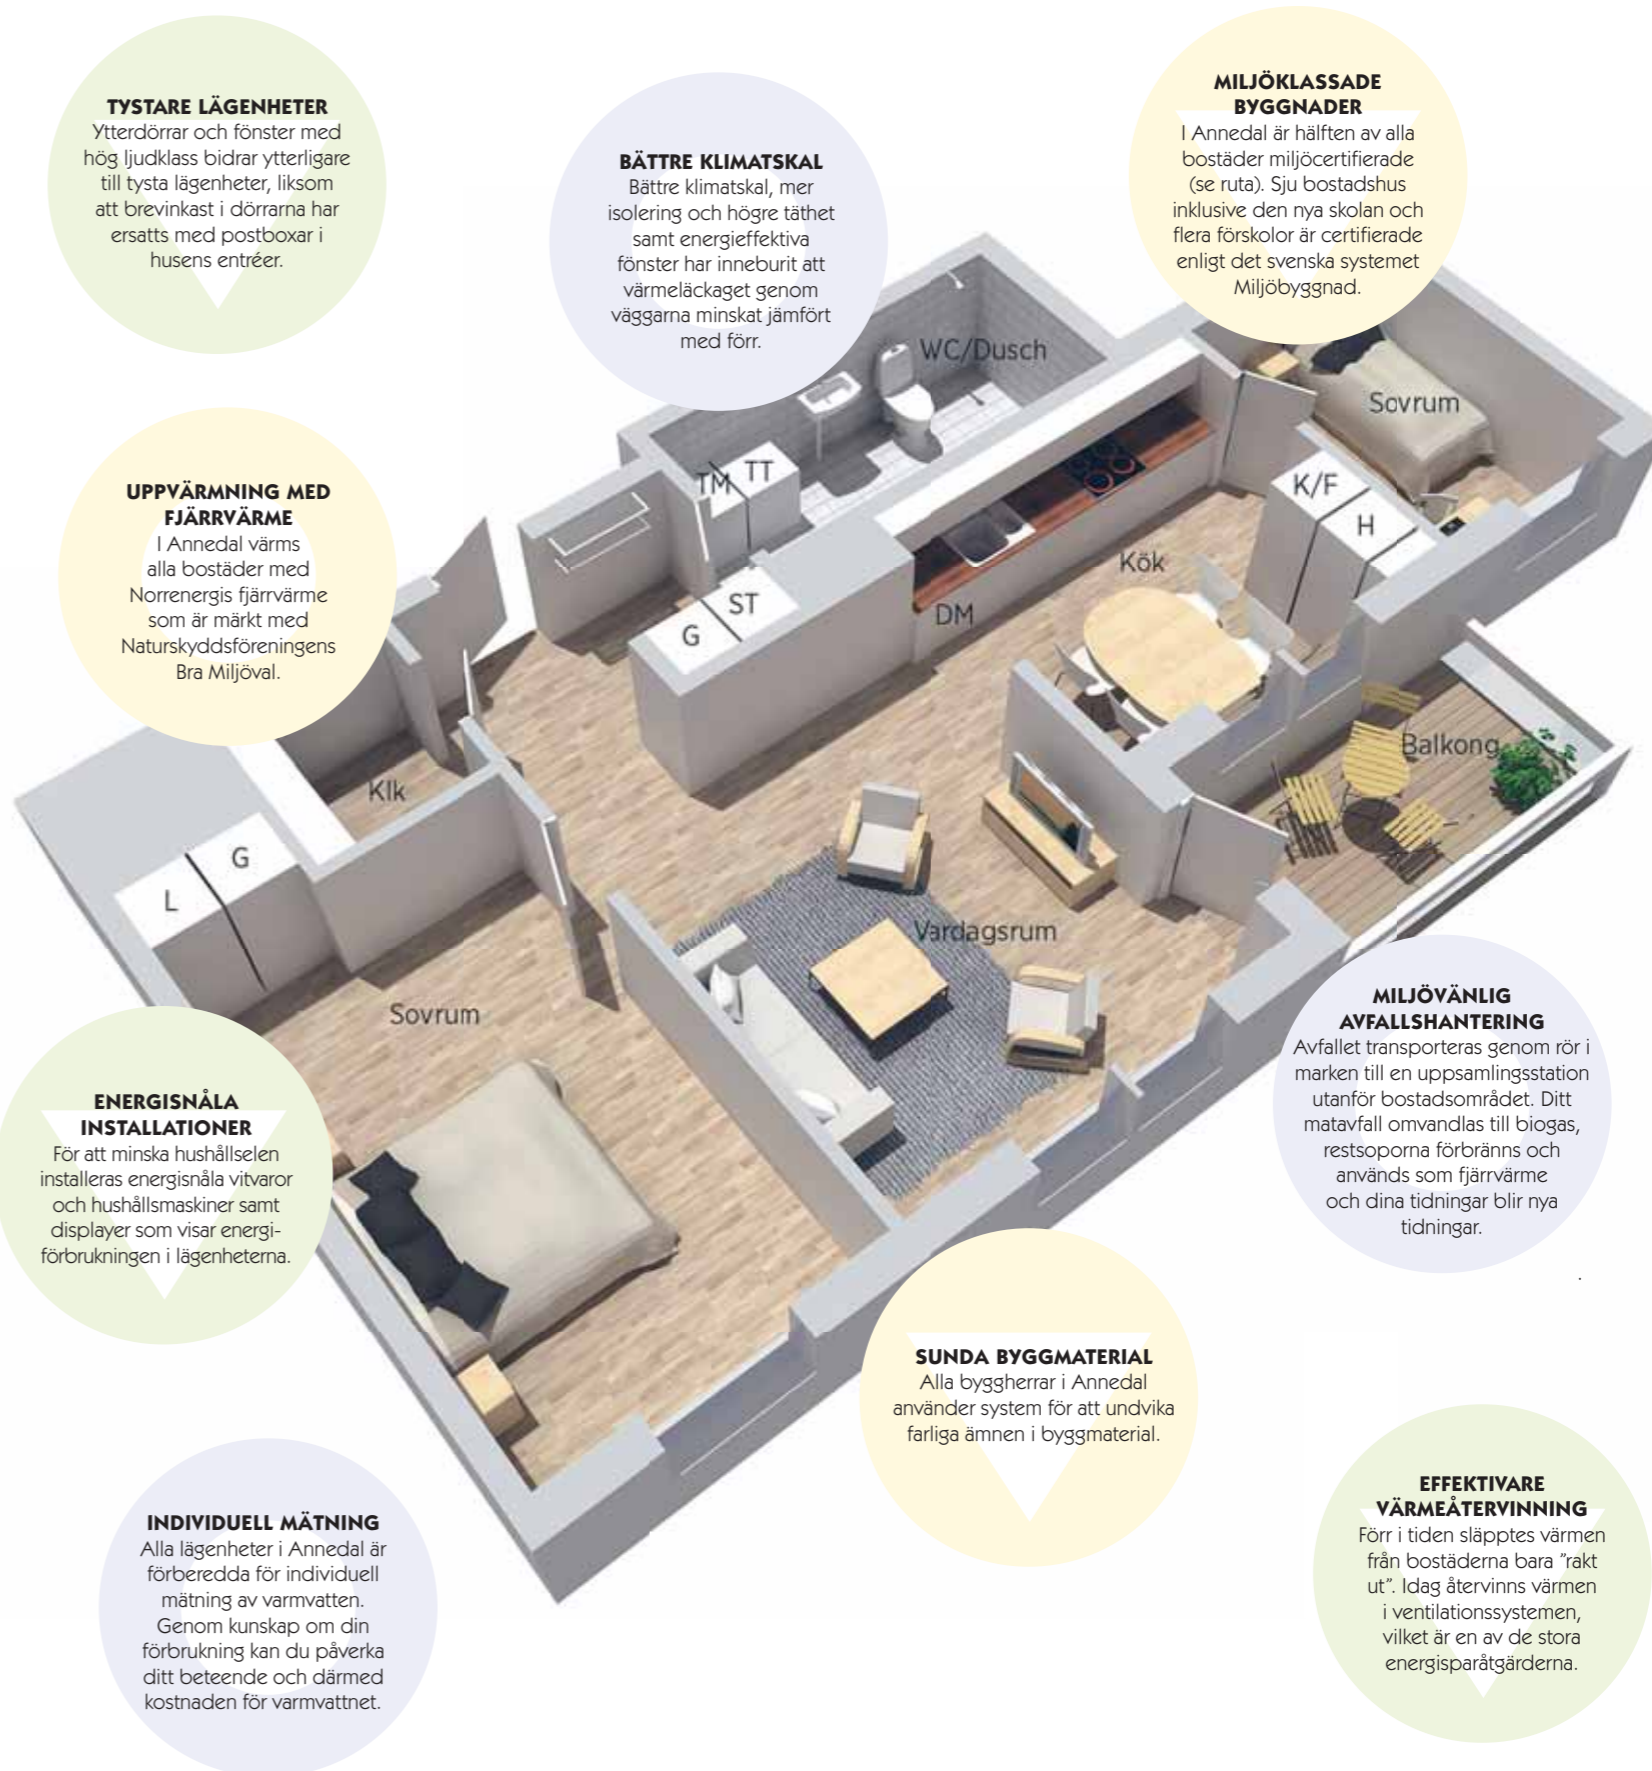 TYSTARE LÄGENHETER
Ytterdörrar och fönster med
hög ljudklass bidrar ytterligare
till tysta lägenheter, liksom
att brevinkast i dörrarna har
ersatts med postboxar i
husens entréer.
BÄTTRE KLIMATSKAL
Bättre klimatskal, mer
isolering och högre täthet
samt energieffektiva
fönster har inneburit att
värmeläckaget genom
väggarna minskat jämfört
med förr.
MILJÖKLASSADE
BYGGNADER
I Annedal är hälften av alla
bostäder miljöcertifierade
(se ruta). Sju bostadshus
inklusive den nya skolan och
flera förskolor är certifierade
enligt det svenska systemet
Miljöbyggnad.
UPPVÄRMNING MED
FJÄRRVÄRME
I Annedal värms
alla bostäder med
Norrenergis fjärrvärme
som är märkt med
Naturskyddsföreningens
Bra Miljöval.
WC/Dusch
Sovrum
TM
TT
K/F
H
Kök
ST
G
DM
Balkong
Klk
G
L
Vardagsrum
Sovrum
MILJÖVÄNLIG
AVFALLSHANTERING
Avfallet transporteras genom rör i
marken till en uppsamlingsstation
utanför bostadsområdet. Ditt
matavfall omvandlas till biogas,
restsoporna förbränns och
används som fjärrvärme
och dina tidningar blir nya
tidningar.
.
ENERGISNÅLA
INSTALLATIONER
För att minska hushållselen
installeras energisnåla vitvaror
och hushållsmaskiner samt
displayer som visar energi-
förbrukningen i lägenheterna.
SUNDA BYGGMATERIAL
Alla byggherrar i Annedal
använder system för att undvika
farliga ämnen i byggmaterial.
INDIVIDUELL MÄTNING
Alla lägenheter i Annedal är
förberedda för individuell
mätning av varmvatten.
Genom kunskap om din
förbrukning kan du påverka
ditt beteende och därmed
kostnaden för varmvattnet.
EFFEKTIVARE
VÄRMEÅTERVINNING
Förr i tiden släpptes värmen
från bostäderna bara ”rakt
ut”. Idag återvinns värmen
i ventilationssystemen,
vilket är en av de stora
energisparåtgärderna.